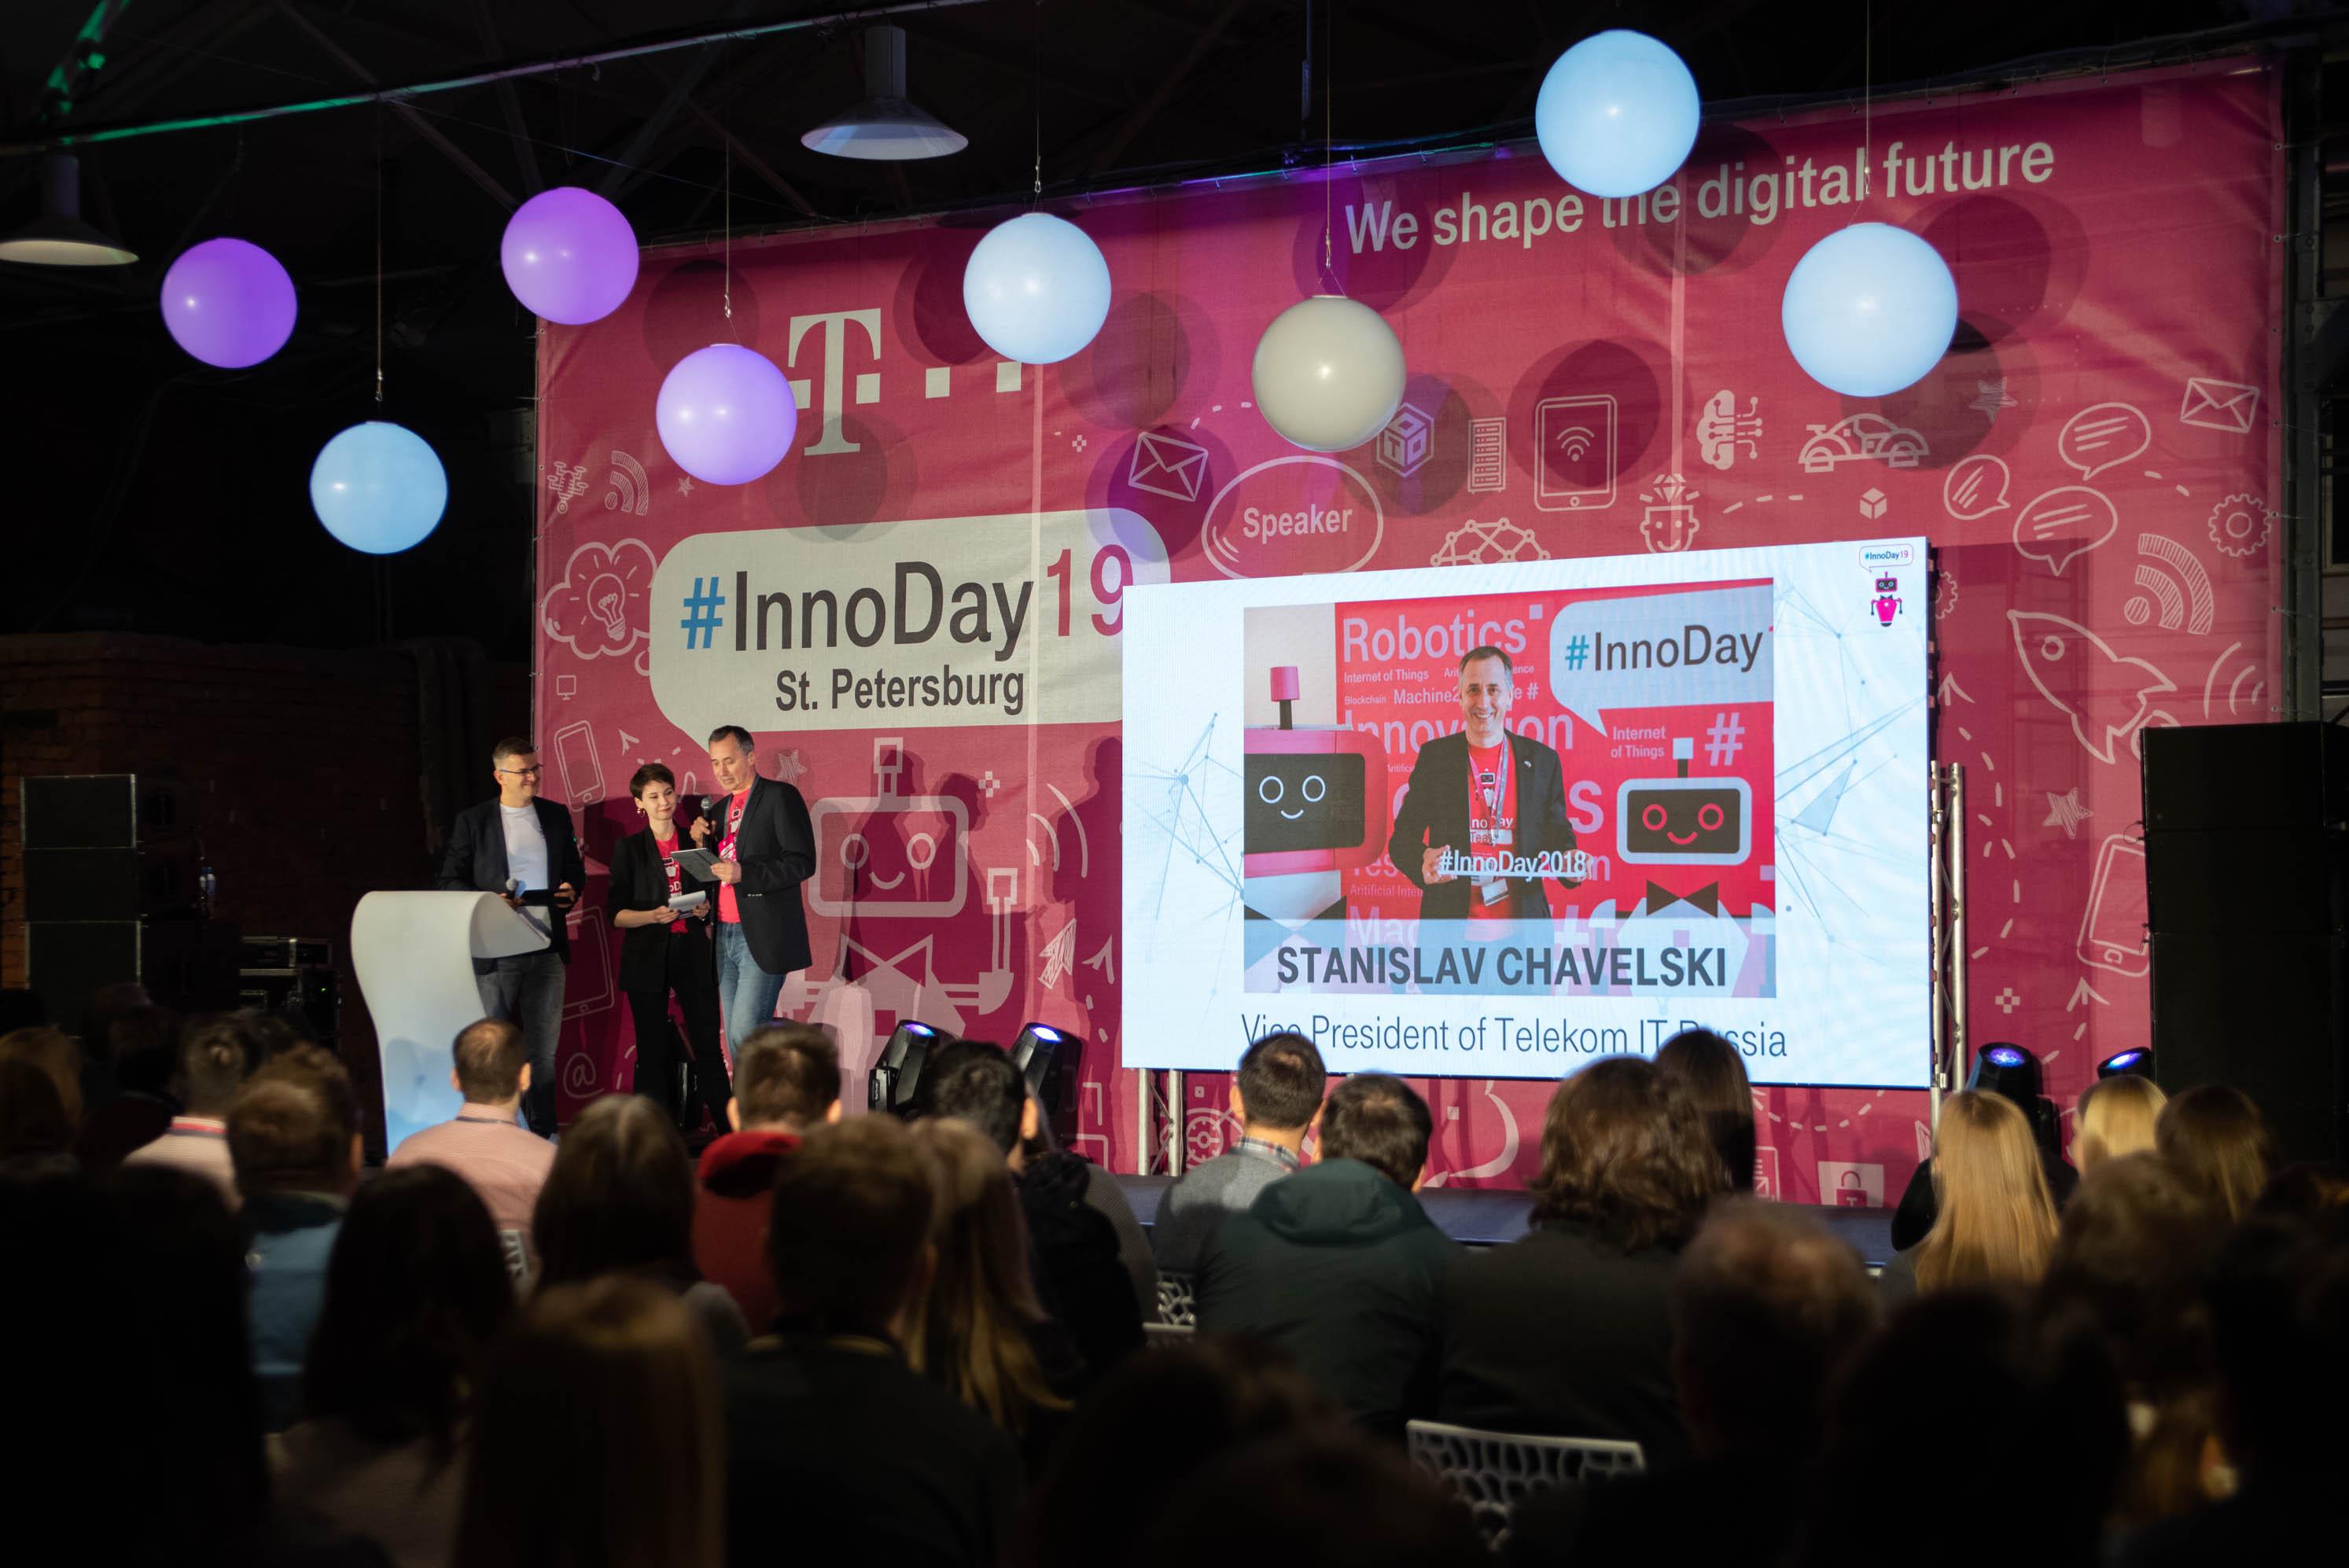 We shape the digital future
T
Speaker
#InnoDay19
St. Petersburg
#InnoDay19
Robotics
Internet of Things
#InnoDay
Blockchain
#
Internet
of Things
#
#InnoDay2018
STANISLAV CHAVELSKI
Vice President of Telekom IT Russia
@